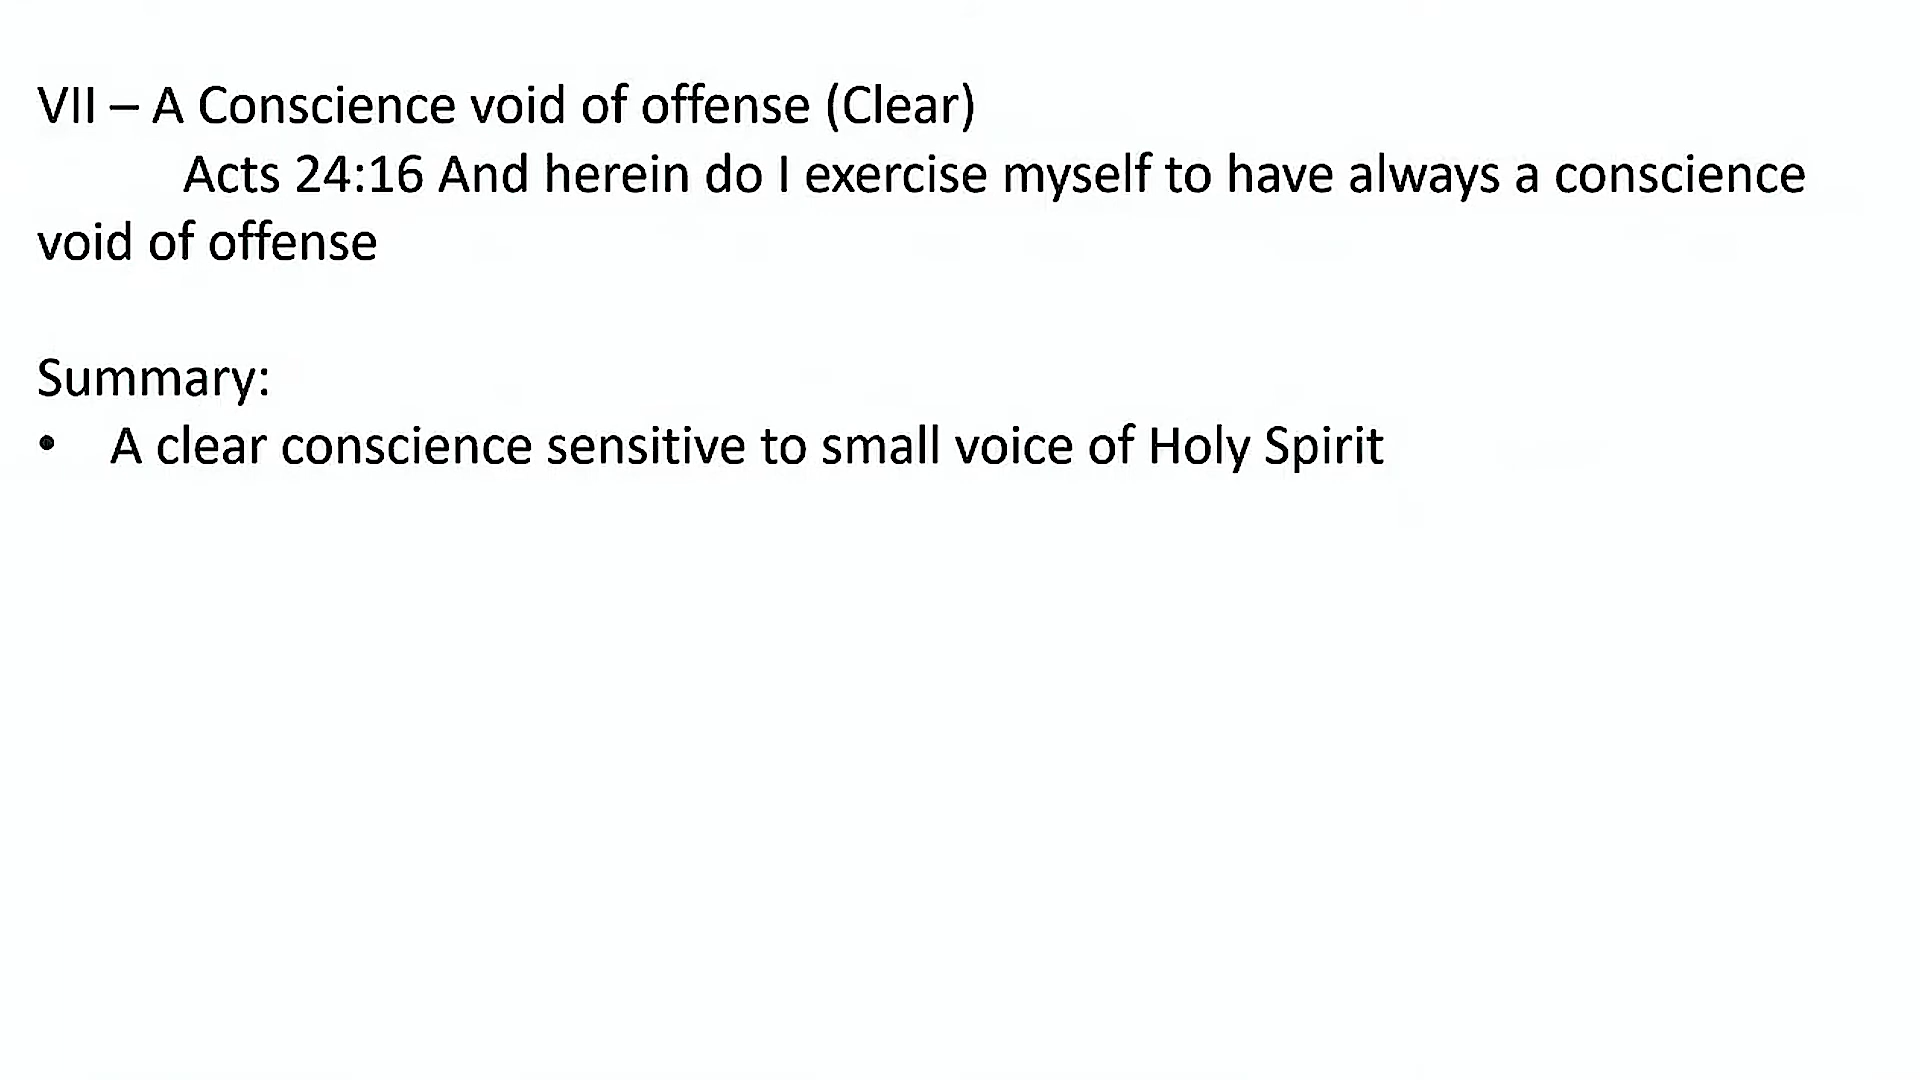 VII – A Conscience void of offense (Clear)
Acts 24:16 And herein do I exercise myself to have always a conscience
void of offense
Summary:
• A clear conscience sensitive to small voice of Holy Spirit